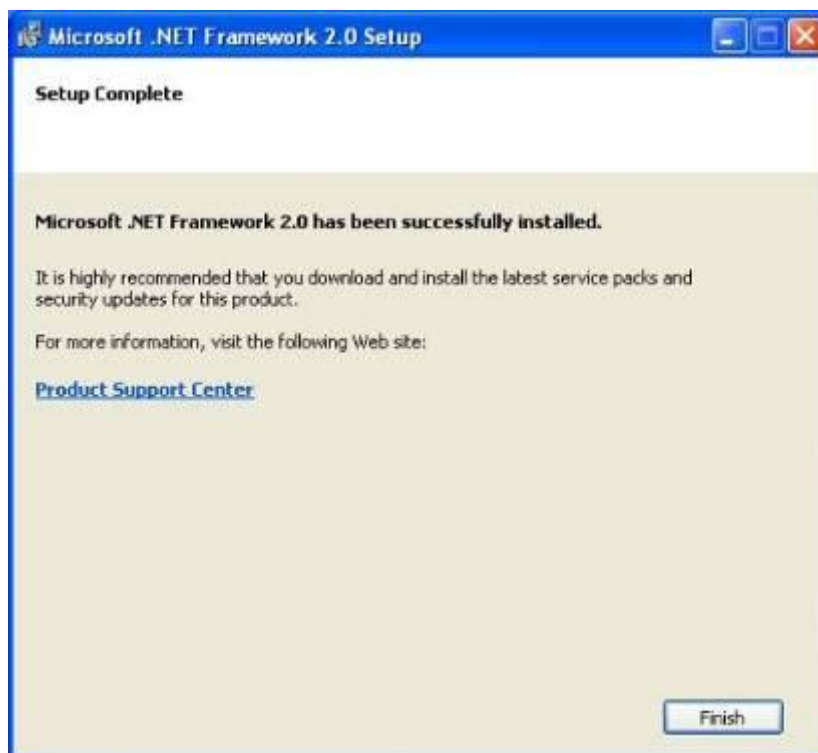 Microsoft .NET Framework 2.0 Setup
Setup Complete
Microsoft .NET Framework 2.0 has been successfully installed.
It is highly recommended that you download and install the latest service packs and
security updates for this product.
For more information, visit the following Web site:
Product Support Center
Finish